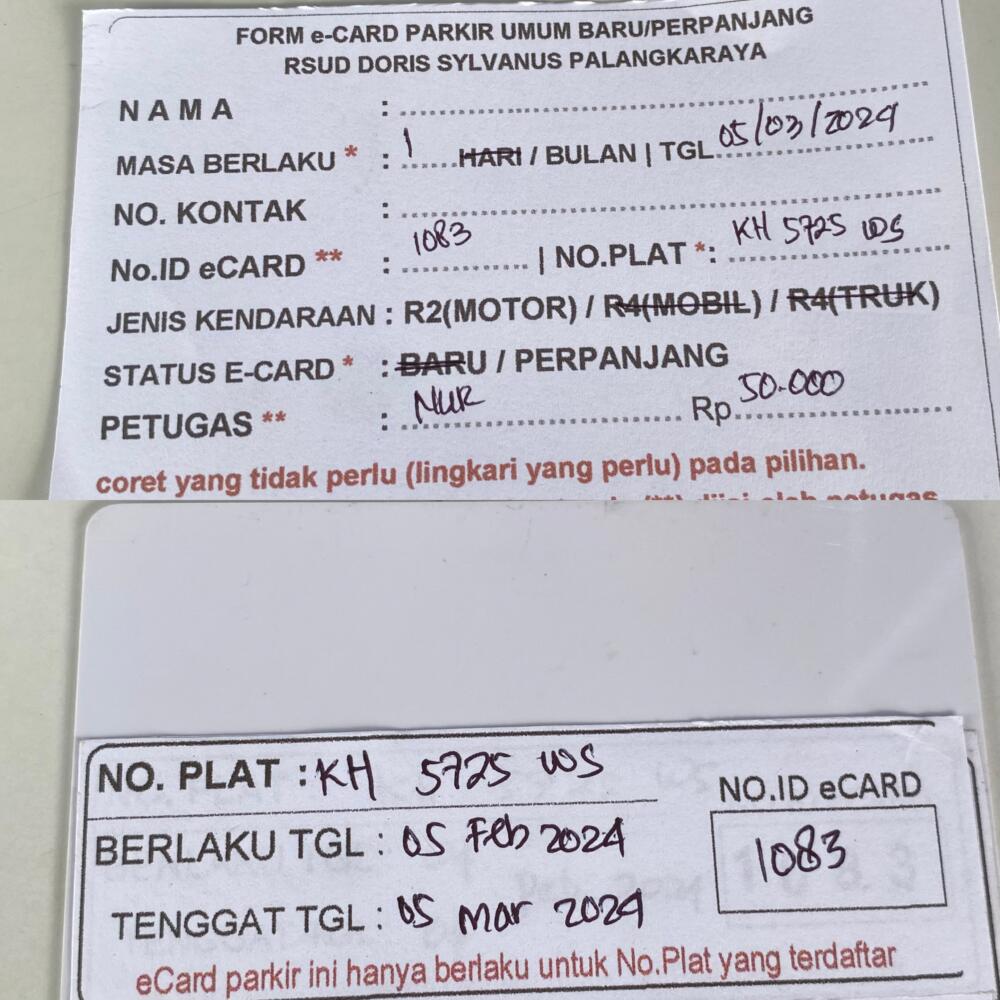 FORM e-CARD PARKIR UMUM BARU/PERPANJANG
RSUD DORIS SYLVANUS PALANGKARAYA
NAMA :
MASA BERLAKU * : 1 HARI / BULAN | TGL 05/03/2024
NO. KONTAK :
No.ID eCARD ** : 1083 | NO.PLAT *: KH 5725 WS
JENIS KENDARAAN : R2(MOTOR) / R4(MOBIL) / R4(TRUK)
STATUS E-CARD * : BARU / PERPANJANG
PETUGAS ** : NUR Rp 50.000
coret yang tidak perlu (lingkari yang perlu) pada pilihan.
NO. PLAT : KH 5725 WS
NO.ID eCARD
BERLAKU TGL : 05 Feb 2024
1083
TENGGAT TGL : 05 Mar 2024
eCard parkir ini hanya berlaku untuk No.Plat yang terdaftar